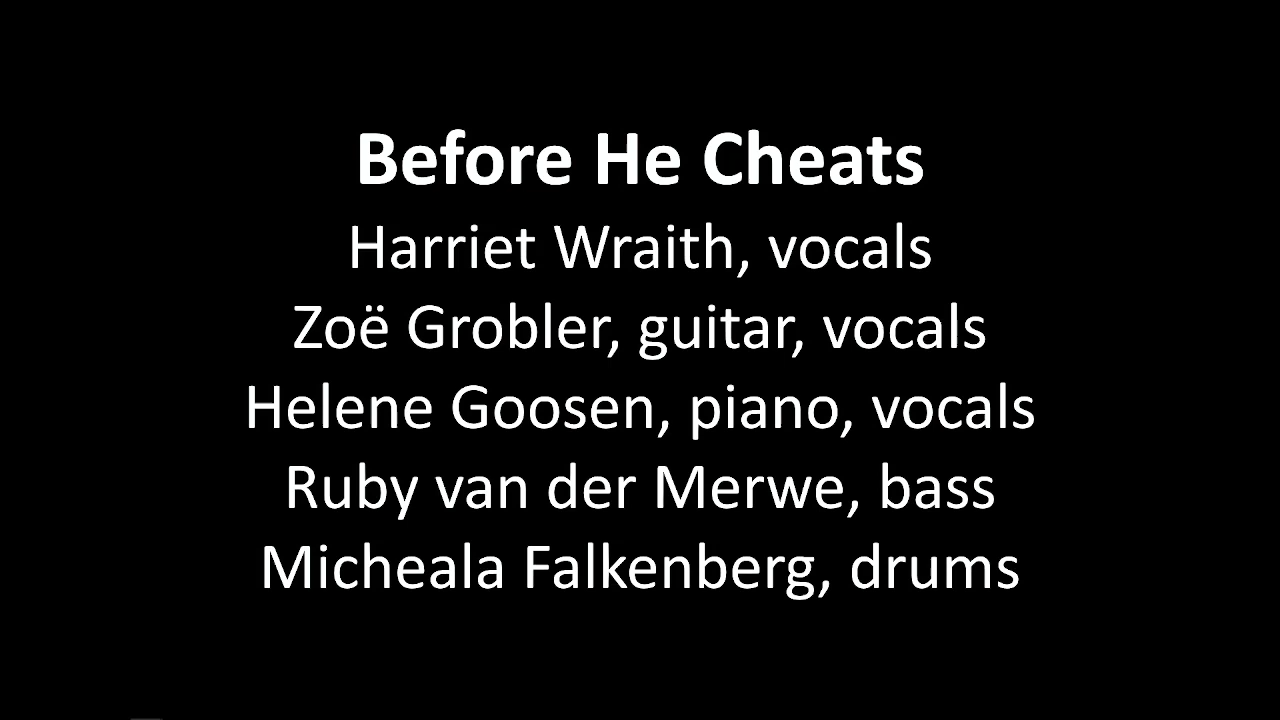 Before He Cheats
Harriet Wraith, vocals
Zoë Grobler, guitar, vocals
Helene Goosen, piano, vocals
Ruby van der Merwe, bass
Micheala Falkenberg, drums